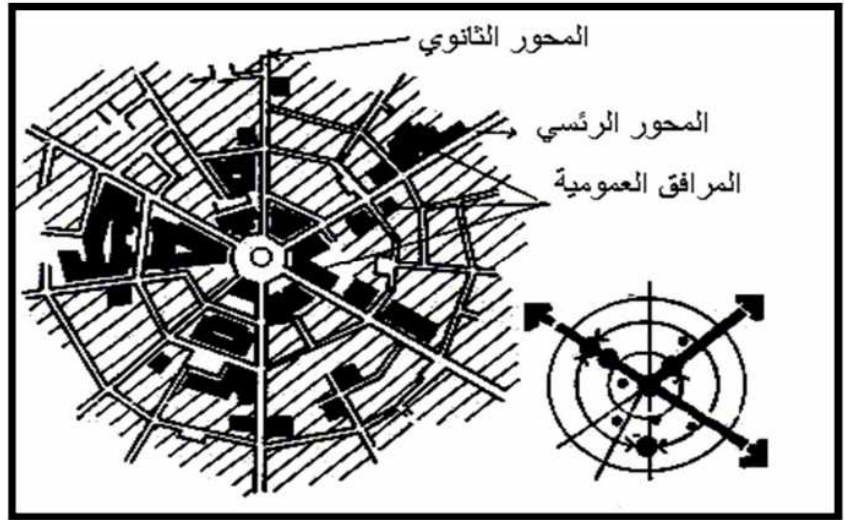 المحور الثانوي
المحور الرئسي
المرافق العمومية